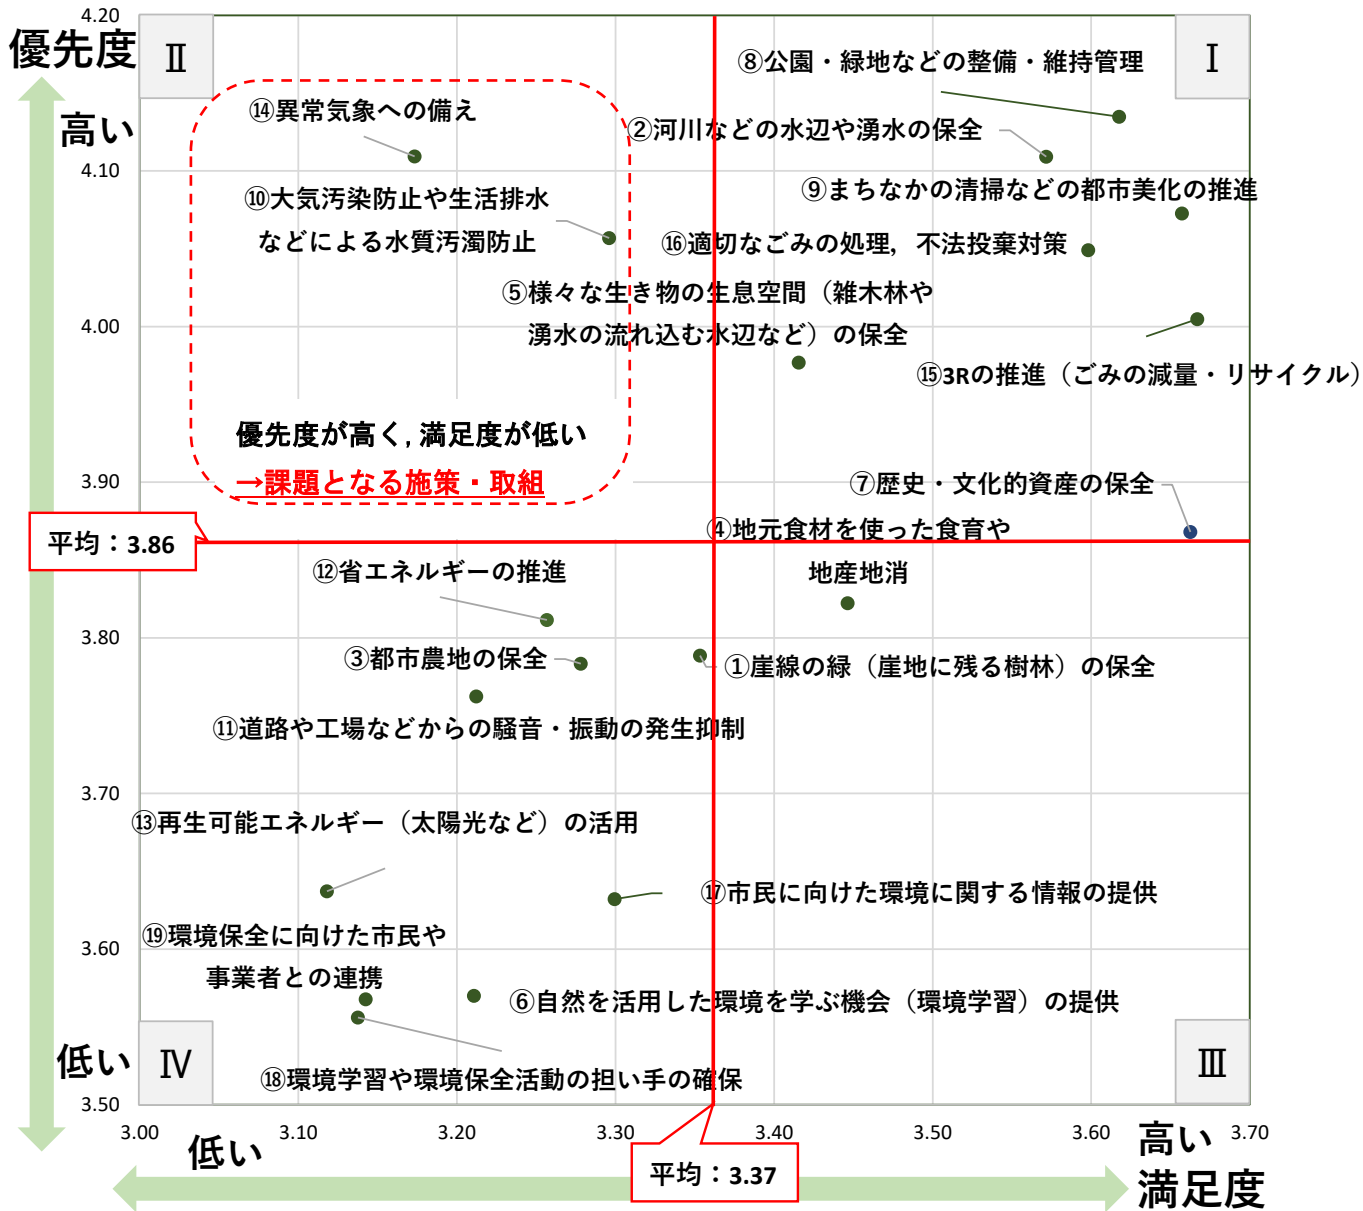 4.20
優先度
Ⅱ
Ⅰ
⑧公園・緑地などの整備・維持管理
高い
⑭異常気象への備え
②河川などの水辺や湧水の保全
4.10
⑨まちなかの清掃などの都市美化の推進
⑩大気汚染防止や生活排水
などによる水質汚濁防止
⑯適切なごみの処理，不法投棄対策
⑤様々な生き物の生息空間（雑木林や
湧水の流れ込む水辺など）の保全
4.00
⑮3Rの推進（ごみの減量・リサイクル）
優先度が高く,満足度が低い
→課題となる施策・取組
3.90
⑦歴史・文化的資産の保全
④地元食材を使った食育や
地産地消
平均：3.86
⑫省エネルギーの推進
3.80
③都市農地の保全
①崖線の緑（崖地に残る樹林）の保全
⑪道路や工場などからの騒音・振動の発生抑制
3.70
⑬再生可能エネルギー（太陽光など）の活用
⑰市民に向けた環境に関する情報の提供
⑲環境保全に向けた市民や
事業者との連携
3.60
⑥自然を活用した環境を学ぶ機会（環境学習）の提供
低い
Ⅳ
Ⅲ
⑱環境学習や環境保全活動の担い手の確保
3.50
3.00
3.10
3.20
3.30
3.40
3.50
3.60
3.70
低い
高い
平均：3.37
満足度